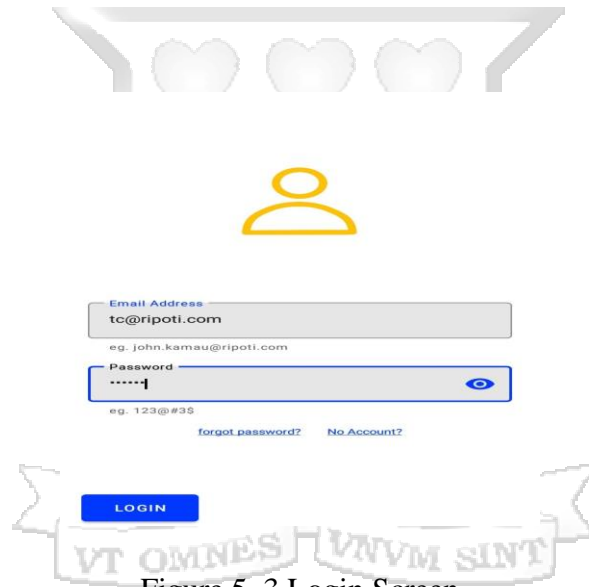 Email Address
tc@ripoti.com
eg. john.kamau@ripoti.com
Password
······
eg. 123@#3$
forgot password? No Account?
LOGIN
VT OMNES VNVM SINT
Figure 5. 3 Login Screen